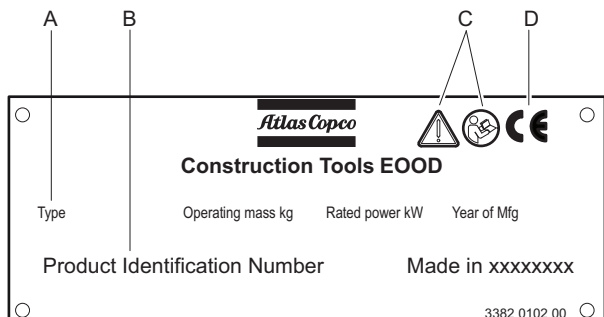 A B C D
Atlas Copco
CE
Construction Tools EOOD
Type Operating mass kg Rated power kW Year of Mfg
Product Identification Number Made in xxxxxxxx
3382 0102 00